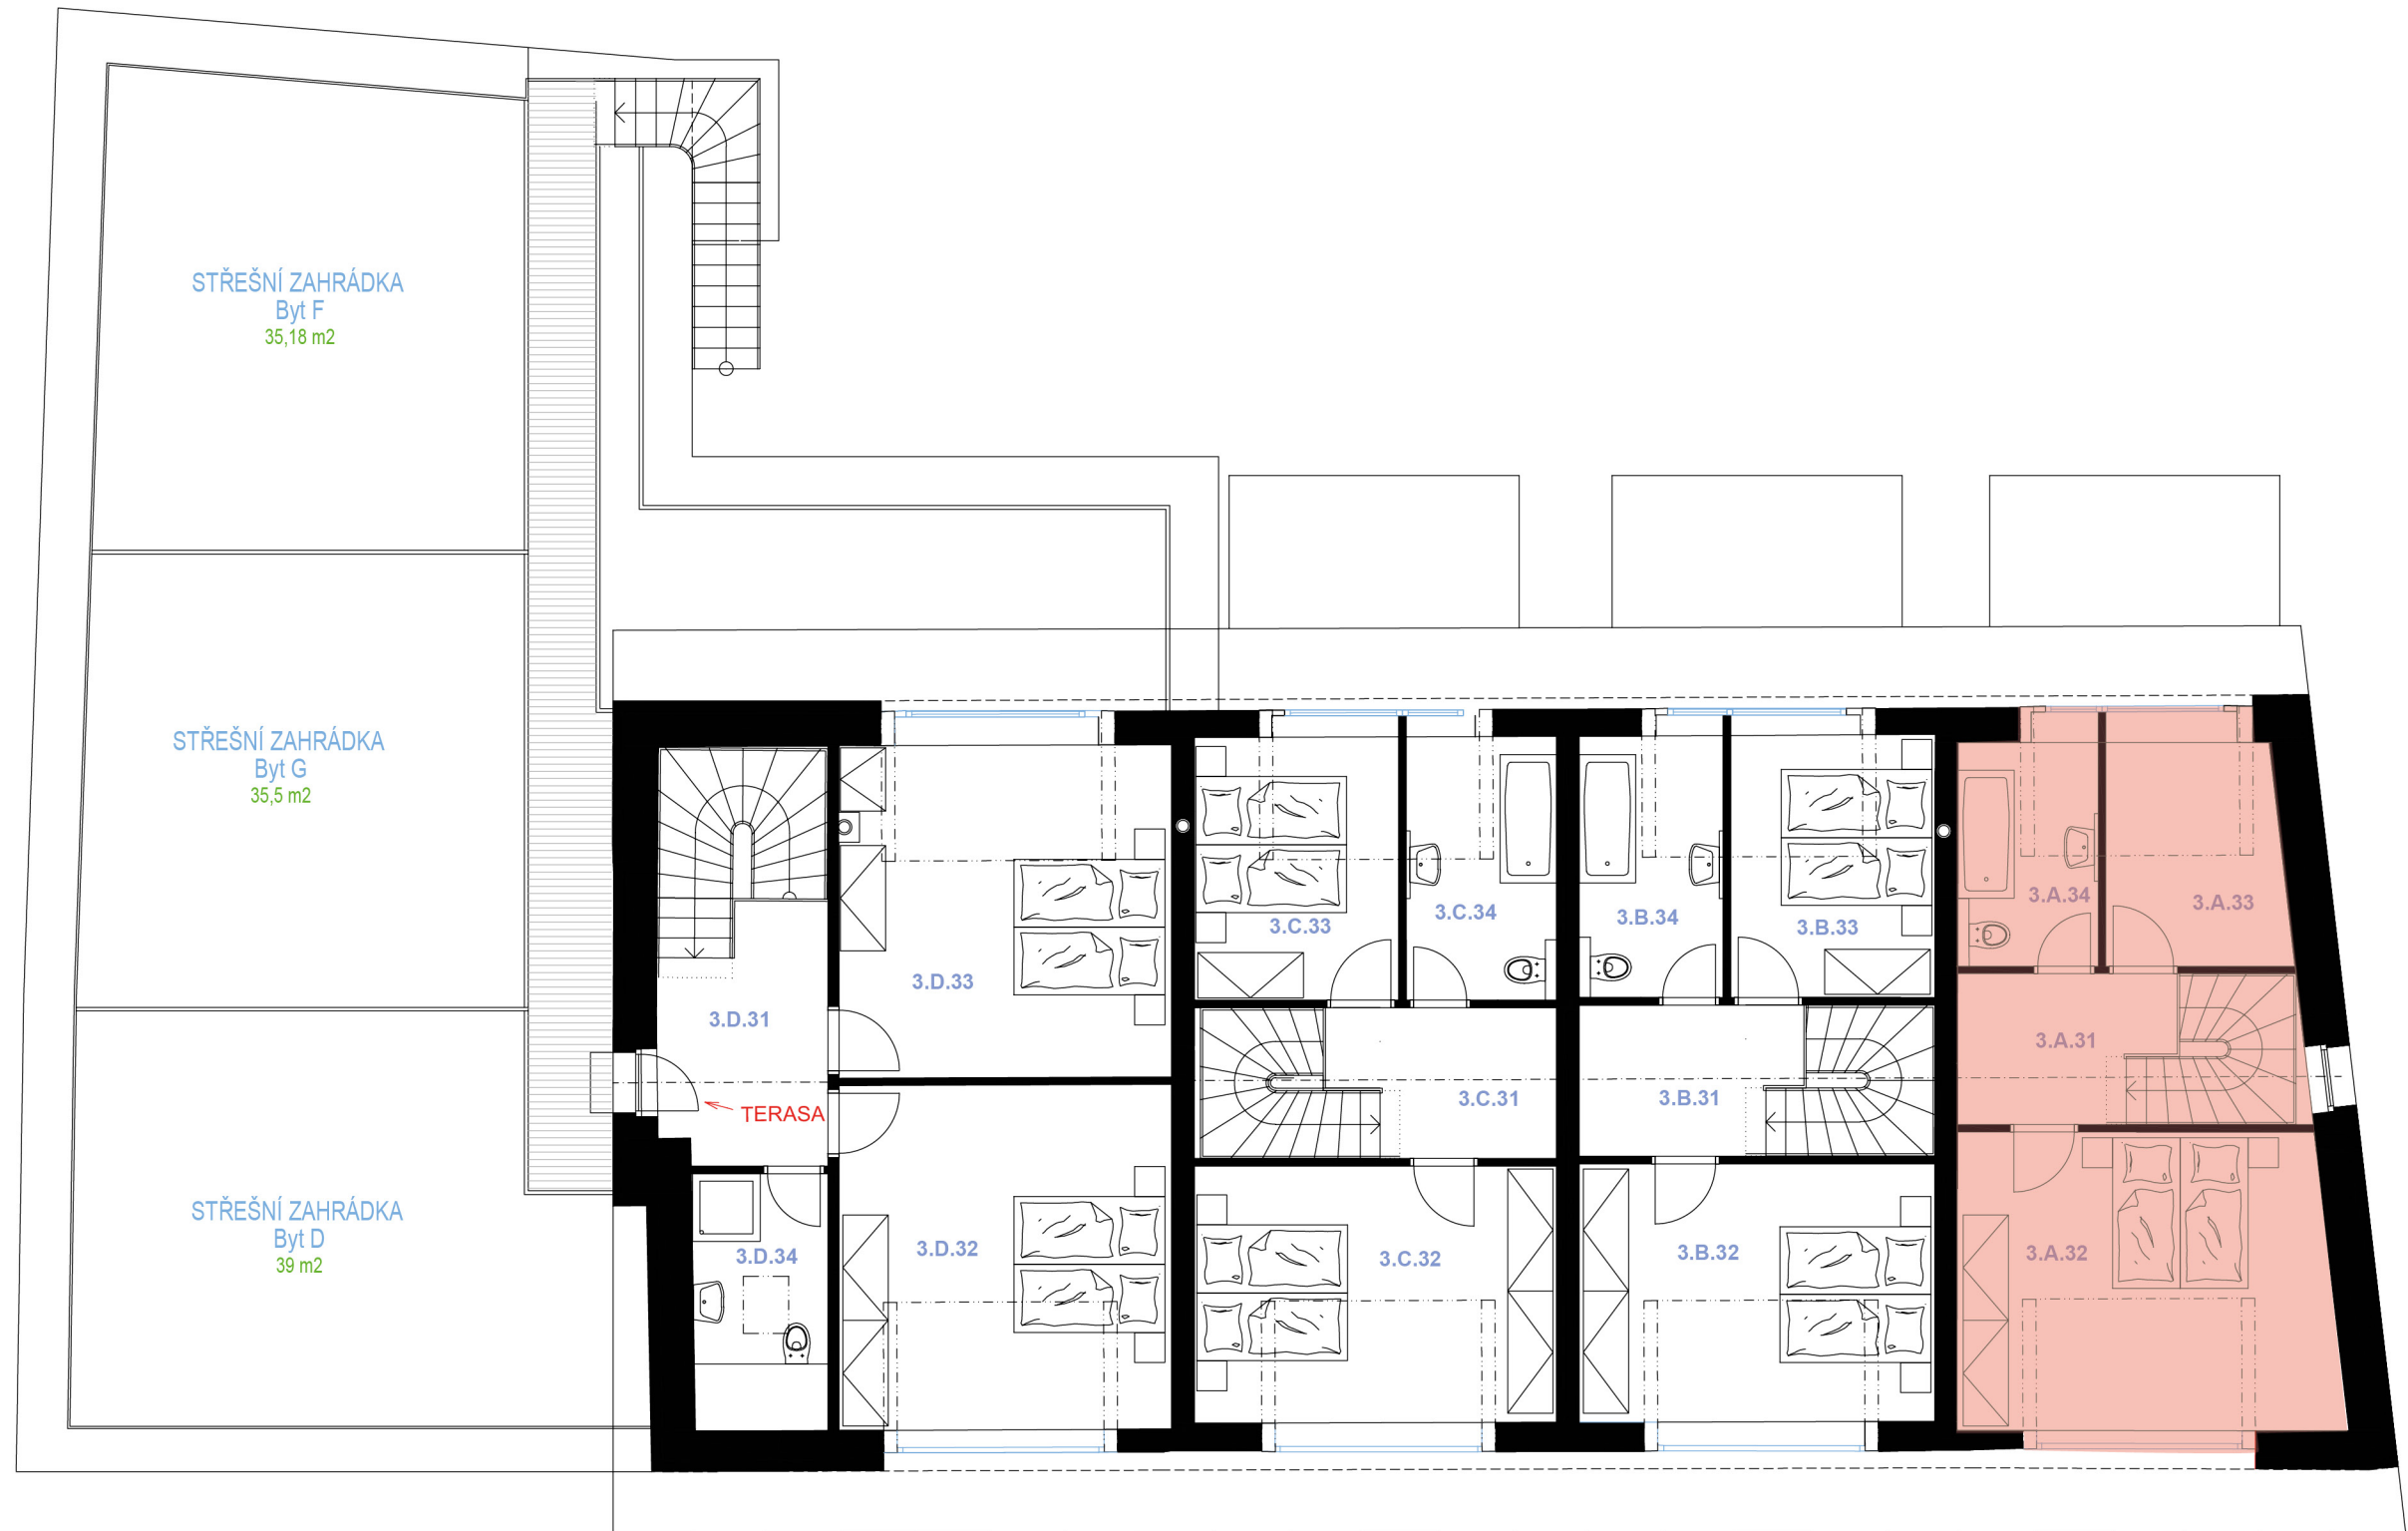 STŘEŠNÍ ZAHRÁDKA
Byt F
35,18 m2
STŘEŠNÍ ZAHRÁDKA
Byt G
35,5 m2
STŘEŠNÍ ZAHRÁDKA
Byt D
39 m2
3.D.31
3.D.33
TERASA
3.D.34
3.D.32
3.C.33
3.C.34
3.C.31
3.C.32
3.B.34
3.B.33
3.B.31
3.B.32
3.A.34
3.A.33
3.A.31
3.A.32